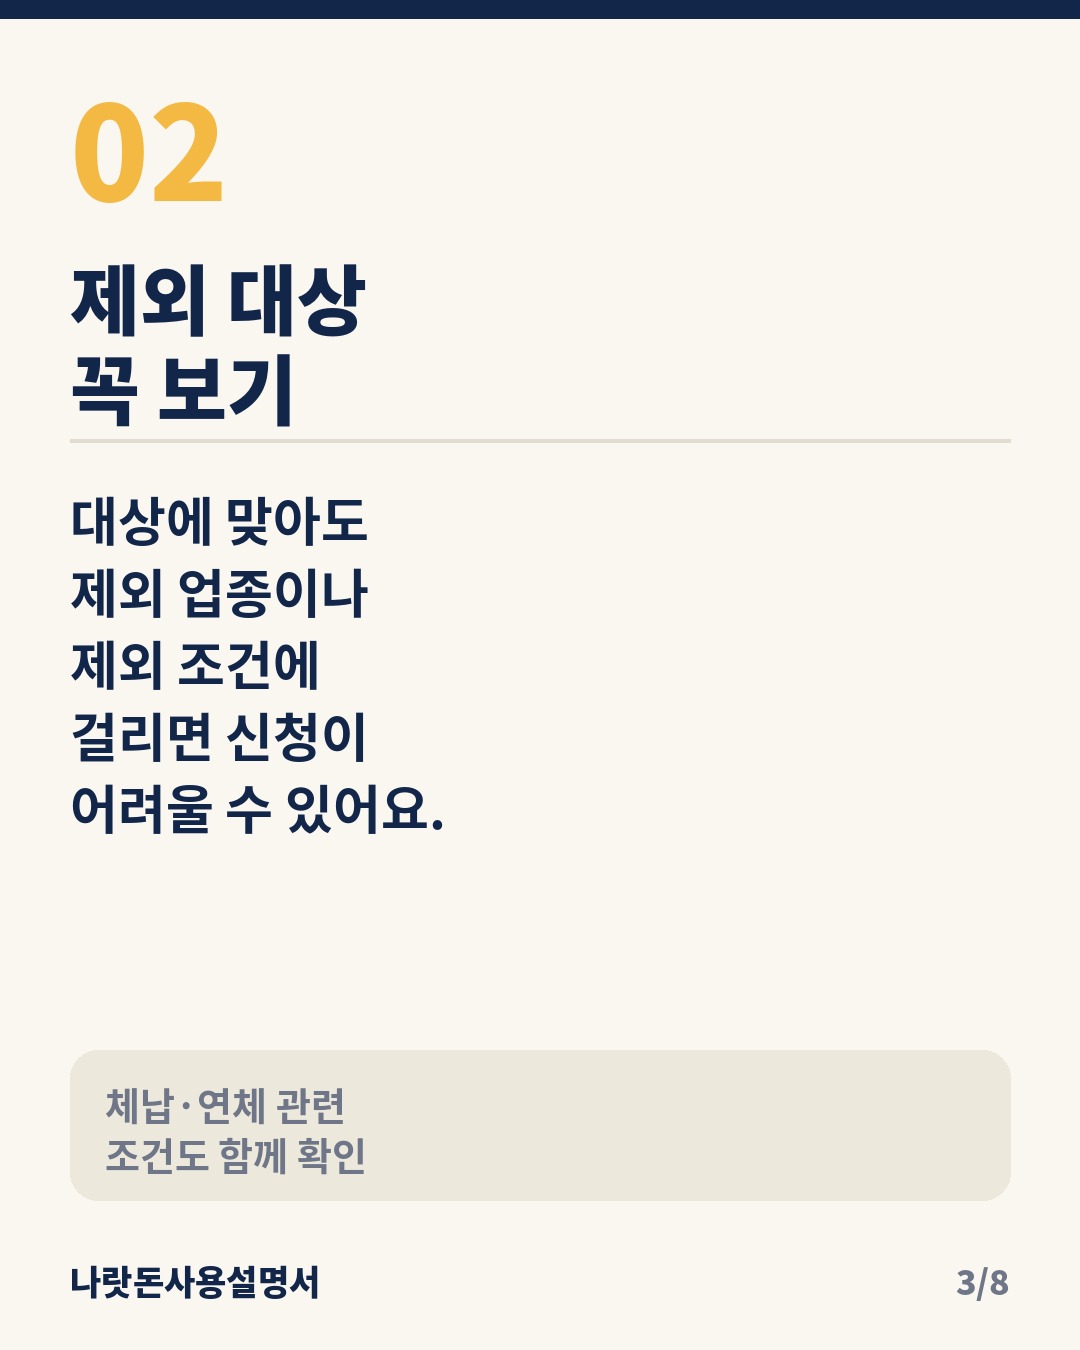 02
제외 대상
꼭 보기
대상에 맞아도
제외 업종이나
제외 조건에
걸리면 신청이
어려울 수 있어요.
체납·연체 관련
조건도 함께 확인
나랏돈사용설명서
3/8